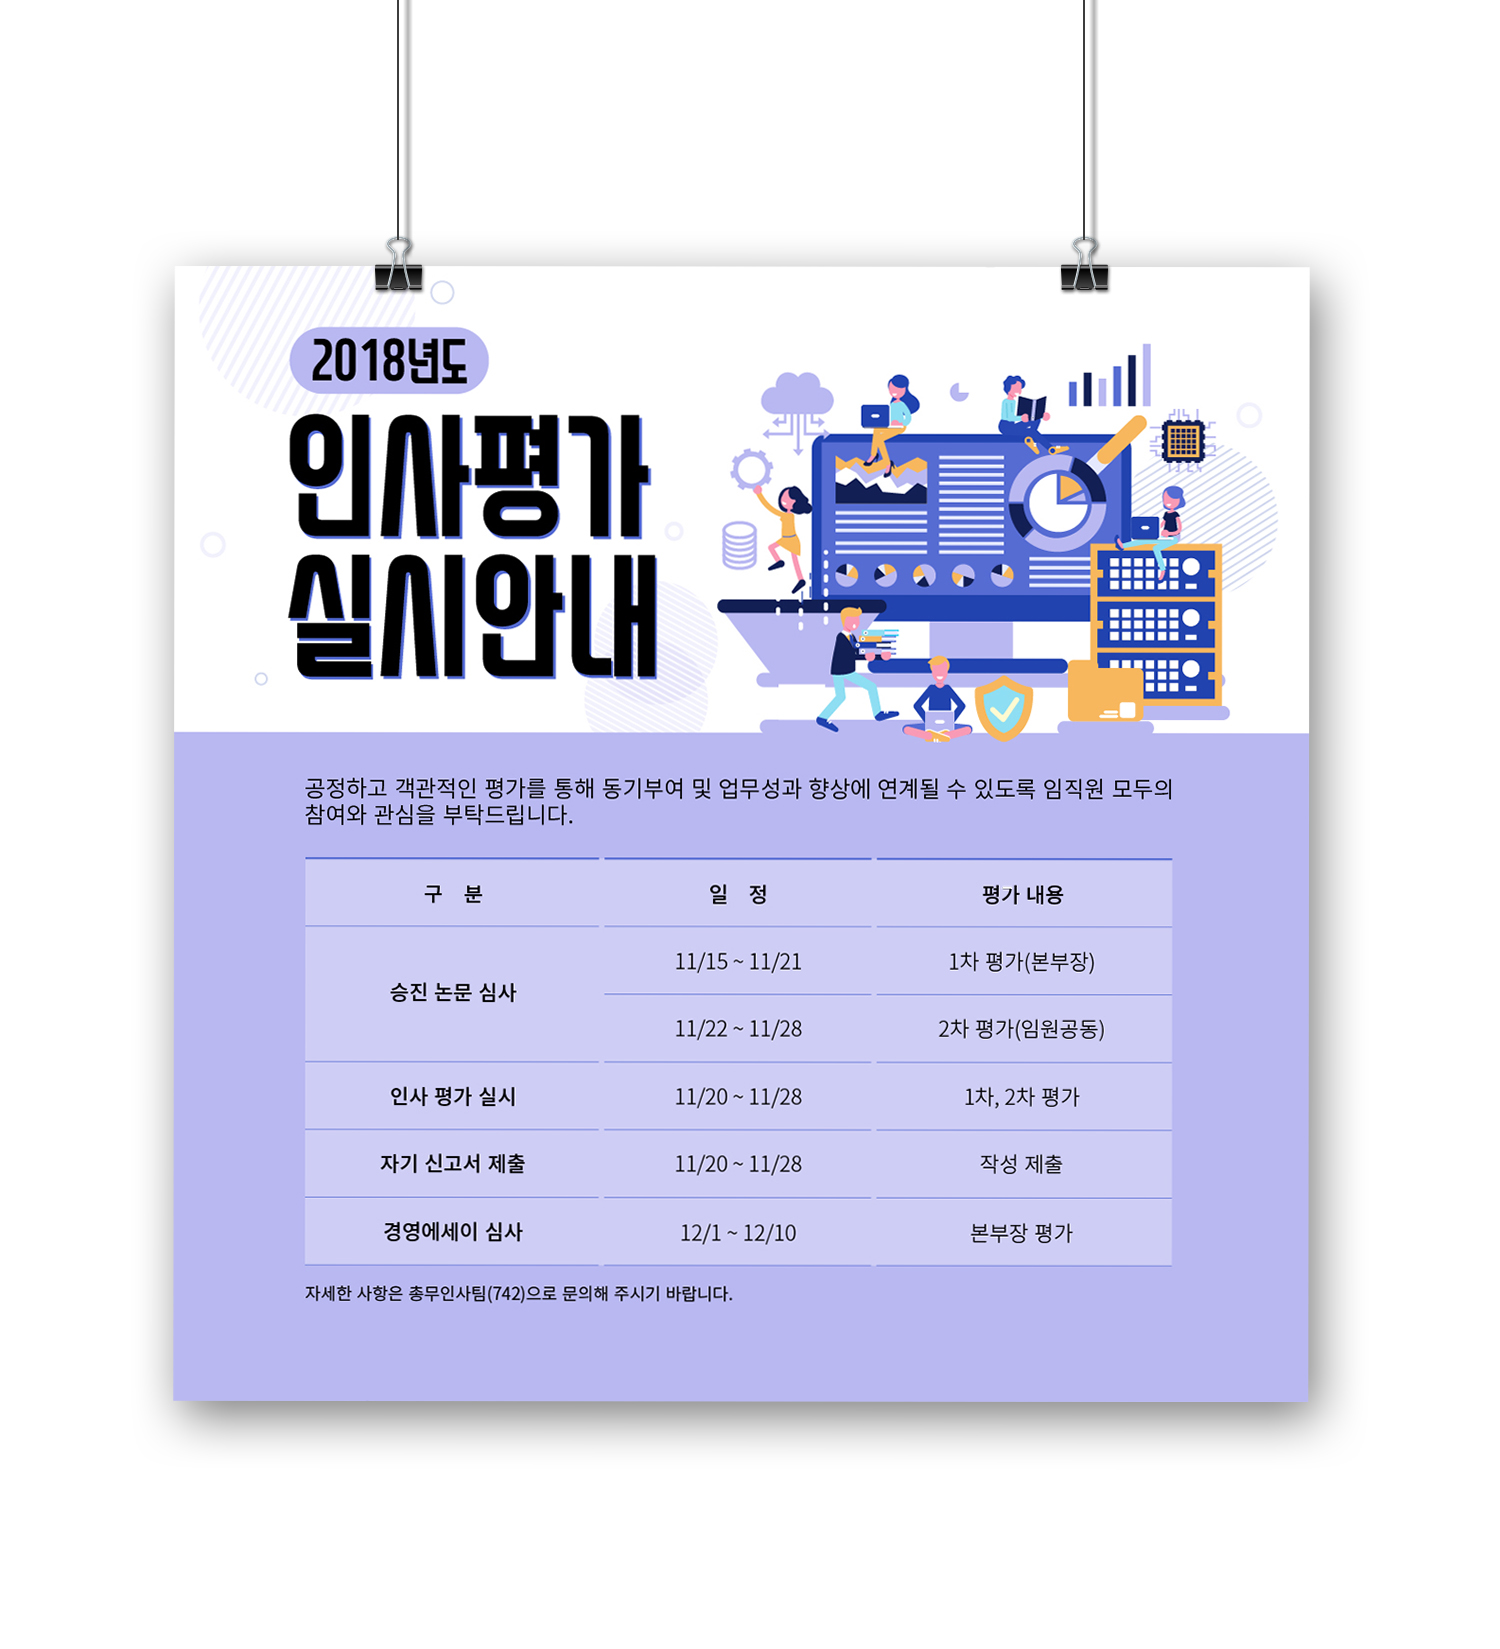 2018년도
인사평가
실시안내
공정하고 객관적인 평가를 통해 동기부여 및 업무성과 향상에 연계될 수 있도록 임직원 모두의
참여와 관심을 부탁드립니다.
구 분 일 정 평가 내용
승진 논문 심사 11/15 ~ 11/21 1차 평가(본부장)
11/22 ~ 11/28 2차 평가(임원공동)
인사 평가 실시 11/20 ~ 11/28 1차, 2차 평가
자기 신고서 제출 11/20 ~ 11/28 작성 제출
경영에세이 심사 12/1 ~ 12/10 본부장 평가
자세한 사항은 총무인사팀(742)으로 문의해 주시기 바랍니다.